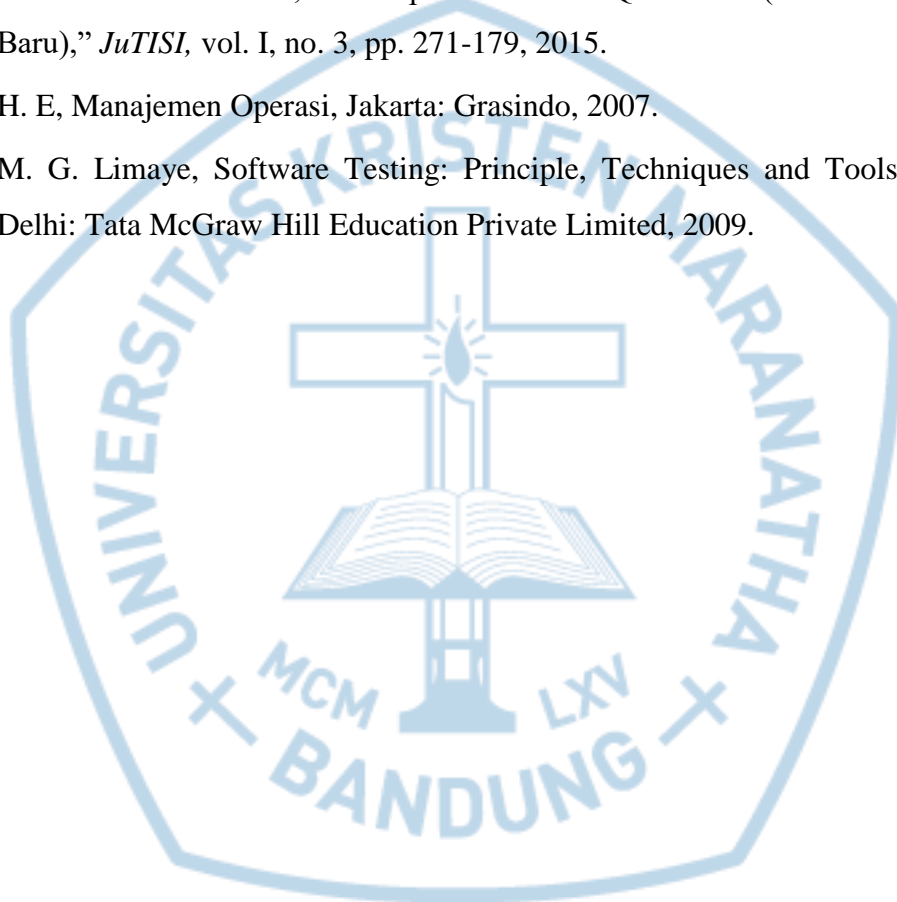 Baru),” JuTISI, vol. I, no. 3, pp. 271-179, 2015.
H. E, Manajemen Operasi, Jakarta: Grasindo, 2007.
M. G. Limaye, Software Testing: Principle, Techniques and Tools
Delhi: Tata McGraw Hill Education Private Limited, 2009.
UNIVERSITAS KRISTEN MARANATHA
MCM LXV
BANDUNG